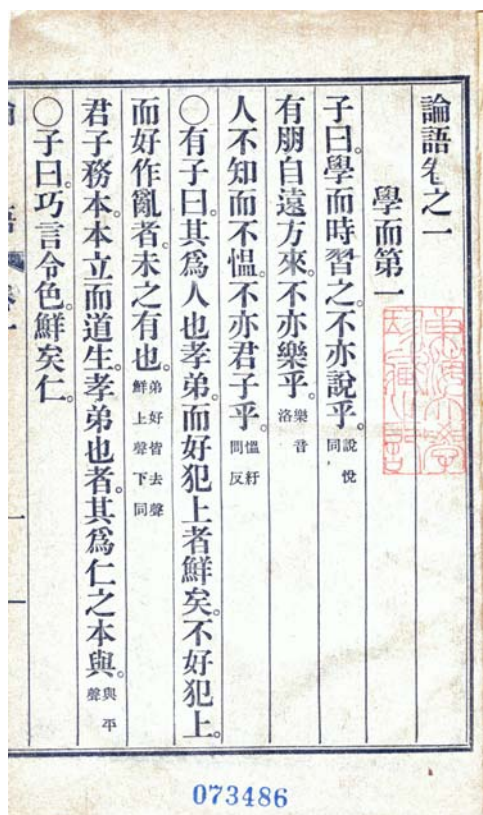 論語卷之一
學而第一
子曰。學而時習之。不亦說乎。說悅同
有朋自遠方來。不亦樂乎。樂音洛
人不知而不慍。不亦君子乎。慍紆問反
〇有子曰。其爲人也孝弟。而好犯上者鮮矣。不好犯上。
而好作亂者。未之有也。弟好皆去聲鮮上聲下同
君子務本。本立而道生。孝弟也者。其爲仁之本與。與平聲
〇子曰。巧言令色。鮮矣仁。
一
073486